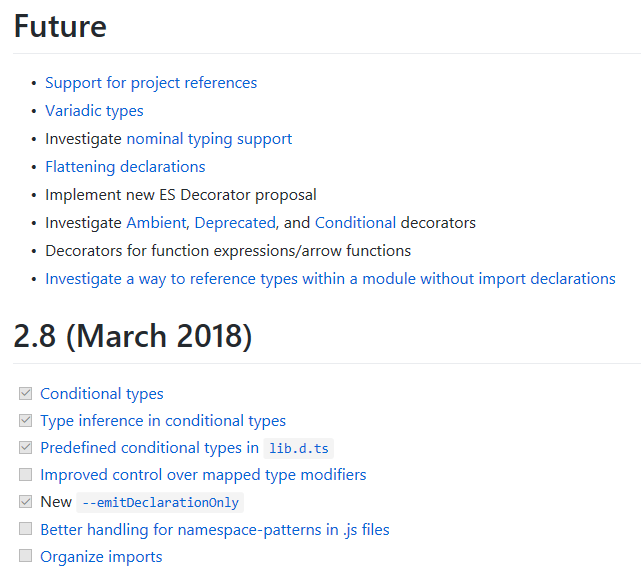 Future
Support for project references
Variadic types
Investigate nominal typing support
Flattening declarations
Implement new ES Decorator proposal
Investigate Ambient, Deprecated, and Conditional decorators
Decorators for function expressions/arrow functions
Investigate a way to reference types within a module without import declarations
2.8 (March 2018)
Conditional types
Type inference in conditional types
Predefined conditional types in lib.d.ts
Improved control over mapped type modifiers
New --emitDeclarationOnly
Better handling for namespace-patterns in .js files
Organize imports